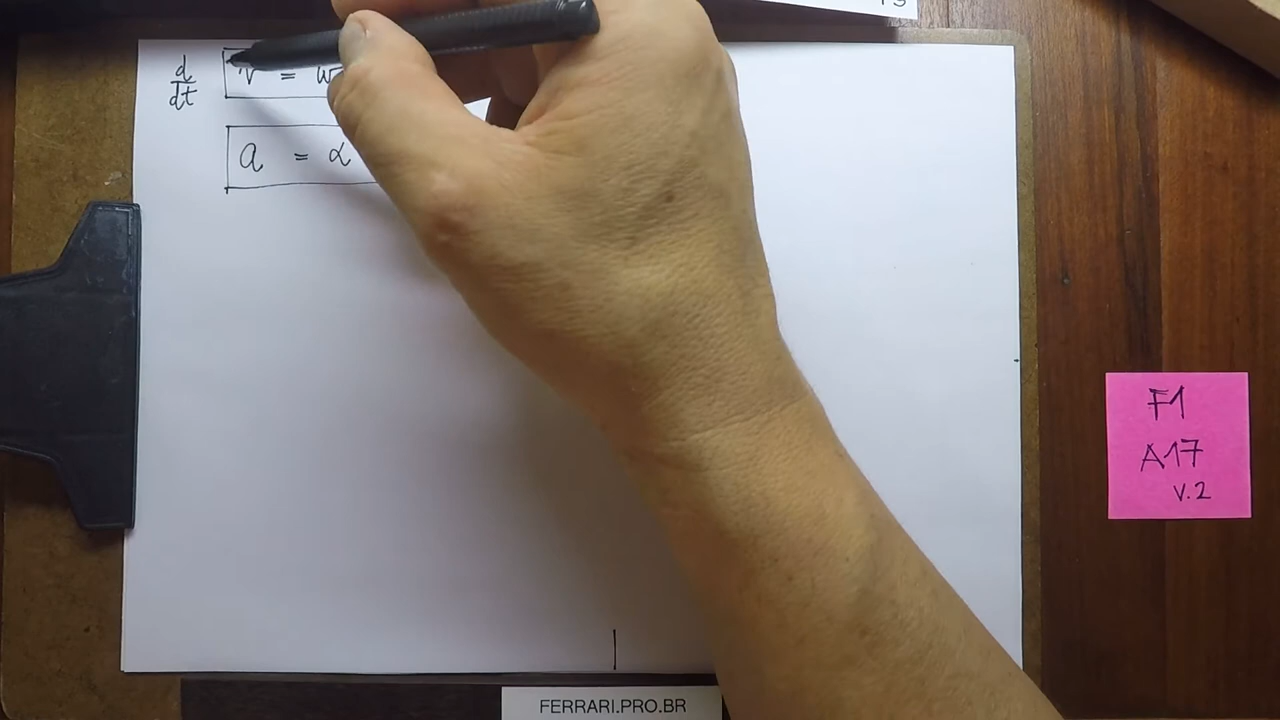 d
dt
v = w
a = α
F1
A17
V.2
FERRARI.PRO.BR